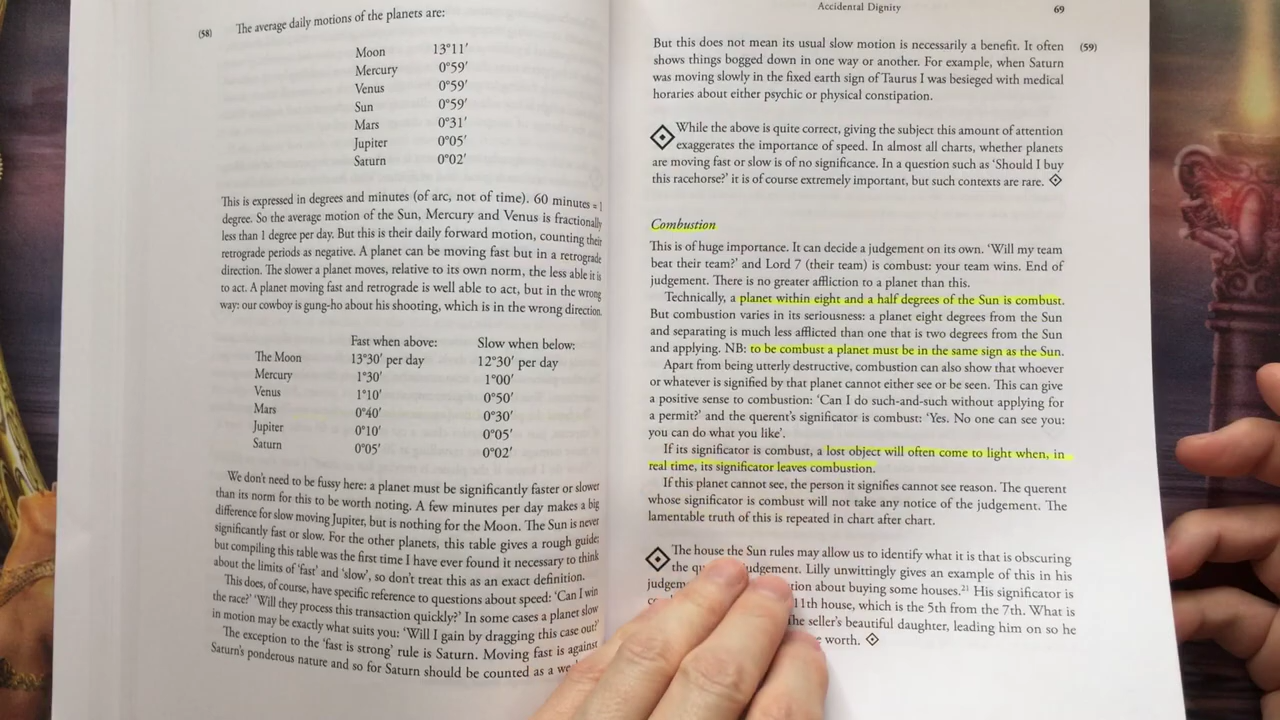 (58) The average daily motions of the planets are:
Moon 13°11′
Mercury 0°59′
Venus 0°59′
Sun 0°59′
Mars 0°31′
Jupiter 0°05′
Saturn 0°02′
This is expressed in degrees and minutes (of arc, not of time). 60 minutes = 1
degree. So the average motion of the Sun, Mercury and Venus is fractionally
less than 1 degree per day. But this is their daily forward motion, counting their
retrograde periods as negative. A planet can be moving fast but in a retrograde
direction. The slower a planet moves, relative to its own norm, the less able it is
to act. A planet moving fast and retrograde is well able to act, but in the wrong
way: our cowboy is gung-ho about his shooting, which is in the wrong direction.
Fast when above: Slow when below:
The Moon 13°30′ per day 12°30′ per day
Mercury 1°30′ 1°00′
Venus 1°10′ 0°50′
Mars 0°40′ 0°30′
Jupiter 0°10′ 0°05′
Saturn 0°05′ 0°02′
We don't need to be fussy here: a planet must be significantly faster or slower
than its norm for this to be worth noting. A few minutes per day makes a big
difference for slow moving Jupiter, but is nothing for the Moon. The Sun is never
significantly fast or slow. For the other planets, this table gives a rough guide;
but compiling this table was the first time I have ever found it necessary to think
about the limits of 'fast' and 'slow', so don't treat this as an exact definition.
This does, of course, have specific reference to questions about speed: 'Can I win
the race?' 'Will they process this transaction quickly?' In some cases a planet slow
in motion may be exactly what suits you: 'Will I gain by dragging this case out?'
The exception to the 'fast is strong' rule is Saturn. Moving fast is against
Saturn's ponderous nature and so for Saturn should be counted as a
Accidental Dignity 69
But this does not mean its usual slow motion is necessarily a benefit. It often (59)
shows things bogged down in one way or another. For example, when Saturn
was moving slowly in the fixed earth sign of Taurus I was besieged with medical
horaries about either psychic or physical constipation.
While the above is quite correct, giving the subject this amount of attention
exaggerates the importance of speed. In almost all charts, whether planets
are moving fast or slow is of no significance. In a question such as 'Should I buy
this racehorse?' it is of course extremely important, but such contexts are rare.
Combustion
This is of huge importance. It can decide a judgement on its own. 'Will my team
beat their team?' and Lord 7 (their team) is combust: your team wins. End of
judgement. There is no greater affliction to a planet than this.
Technically, a planet within eight and a half degrees of the Sun is combust.
But combustion varies in its seriousness: a planet eight degrees from the Sun
and separating is much less afflicted than one that is two degrees from the Sun
and applying. NB: to be combust a planet must be in the same sign as the Sun.
Apart from being utterly destructive, combustion can also show that whoever
or whatever is signified by that planet cannot either see or be seen. This can give
a positive sense to combustion: 'Can I do such-and-such without applying for
a permit?' and the querent's significator is combust: 'Yes. No one can see you:
you can do what you like'.
If its significator is combust, a lost object will often come to light when, in
real time, its significator leaves combustion.
If this planet cannot see, the person it signifies cannot see reason. The querent
whose significator is combust will not take any notice of the judgement. The
lamentable truth of this is repeated in chart after chart.
The house the Sun rules may allow us to identify what it is that is obscuring
the judgement. Lilly unwittingly gives an example of this in his
about buying some houses.²¹ His significator is
11th house, which is the 5th from the 7th. What is
The seller's beautiful daughter, leading him on so he
worth.